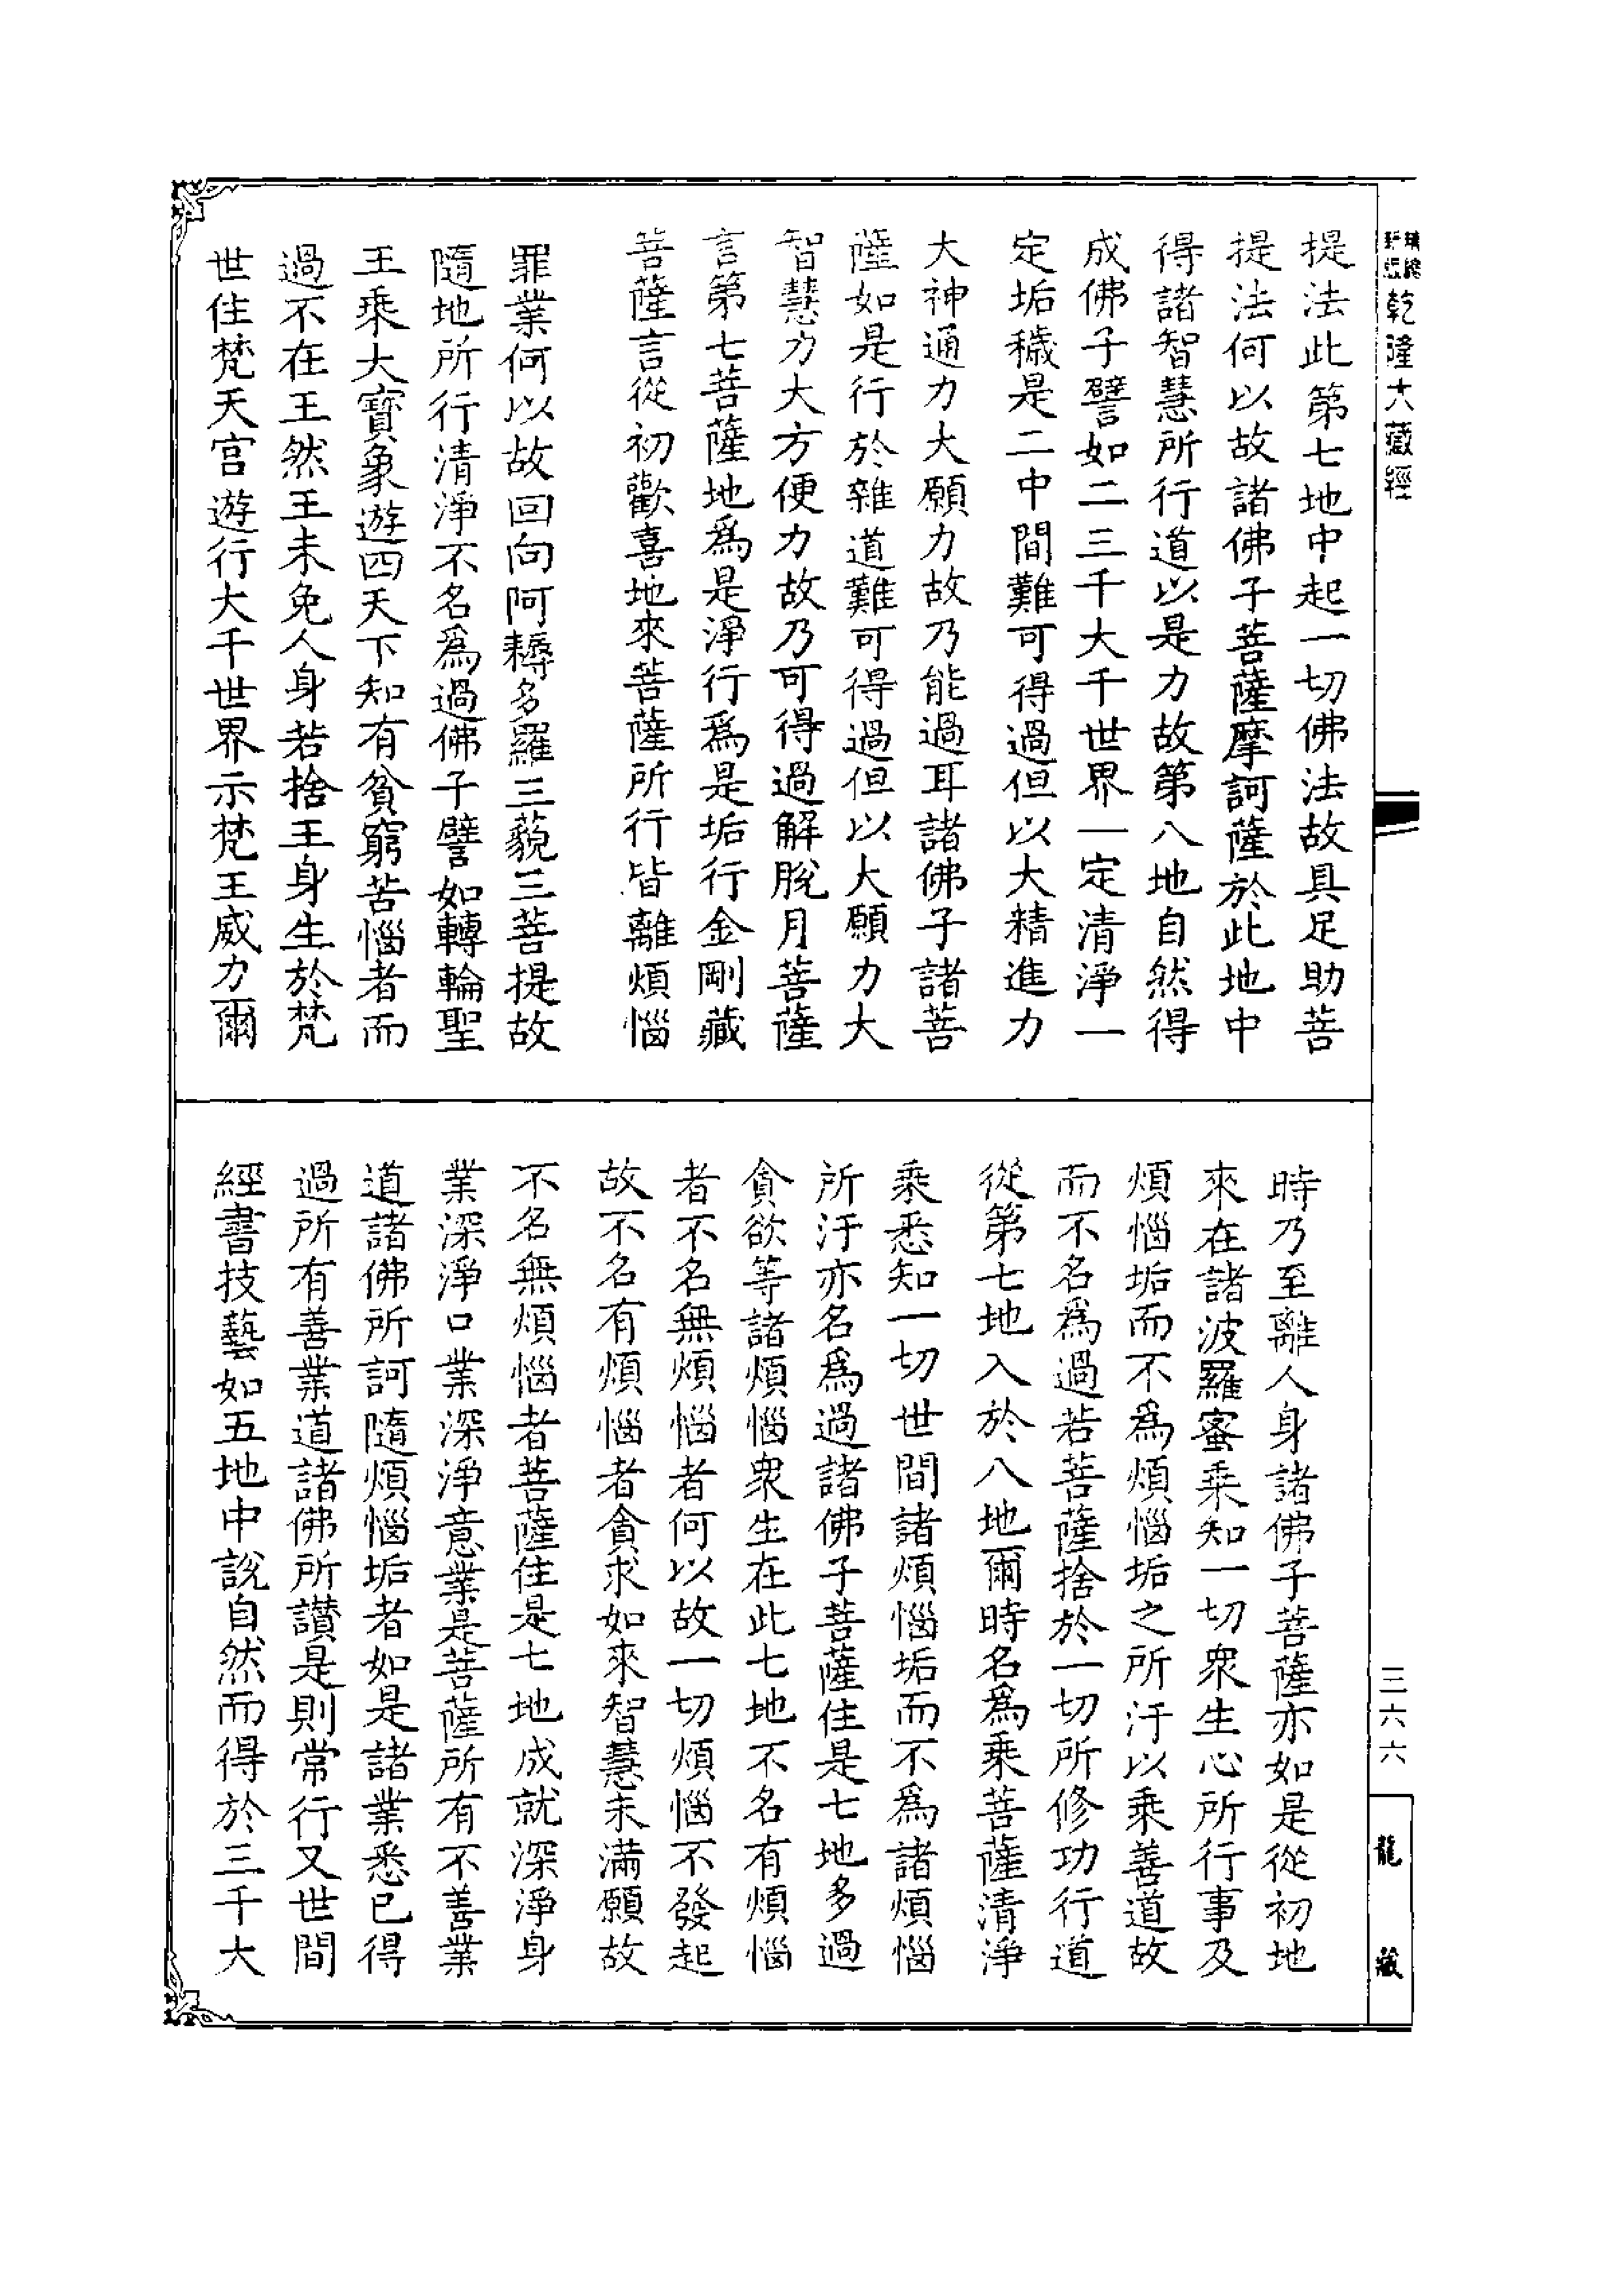 乾隆大藏經
提法此第七地中起一切佛法故具足助菩
提法何以故諸佛子菩薩摩訶薩於此地中
得諸智慧所行道以是力故第八地自然得
成佛子譬如二三千大千世界一定清淨一
定垢穢是二中間難可得過但以大精進力
大神通力大願力故乃能過耳諸佛子諸菩
薩如是行於雜道難可得過但以大願力大
智慧力大方便力故乃可得過解脫月菩薩
言第七菩薩地為是淨行為是垢行金剛藏
菩薩言從初歡喜地來菩薩所行皆離煩惱
罪業何以故回向阿耨多羅三藐三菩提故
隨地所行清淨不名為過佛子譬如轉輪聖
王乘大寶象遊四天下知有貧窮苦惱者而
過不在王然王未免人身若捨王身生於梵
世住梵天宮遊行大千世界示梵王威力爾
時乃至離人身諸佛子菩薩亦如是從初地
來在諸波羅蜜乘知一切眾生心所行事及
煩惱垢而不為煩惱垢之所汙以乘善道故
而不名為過若菩薩捨於一切所修功行道
從第七地入於八地爾時名為乘菩薩清淨
乘悉知一切世間諸煩惱垢而不為諸煩惱
所汙亦名為過諸佛子菩薩住是七地多過
貪欲等諸煩惱眾生在此七地不名有煩惱
者不名無煩惱者何以故一切煩惱不發起
故不名有煩惱者貪求如來智慧未滿願故
不名無煩惱者菩薩住是七地成就深淨身
業深淨口業深淨意業是菩薩所有不善業
道諸佛所訶隨煩惱垢者如是諸業悉已得
過所有善業道諸佛所讚是則常行又世間
經書技藝如五地中說自然而得於三千大
三六六
龍藏